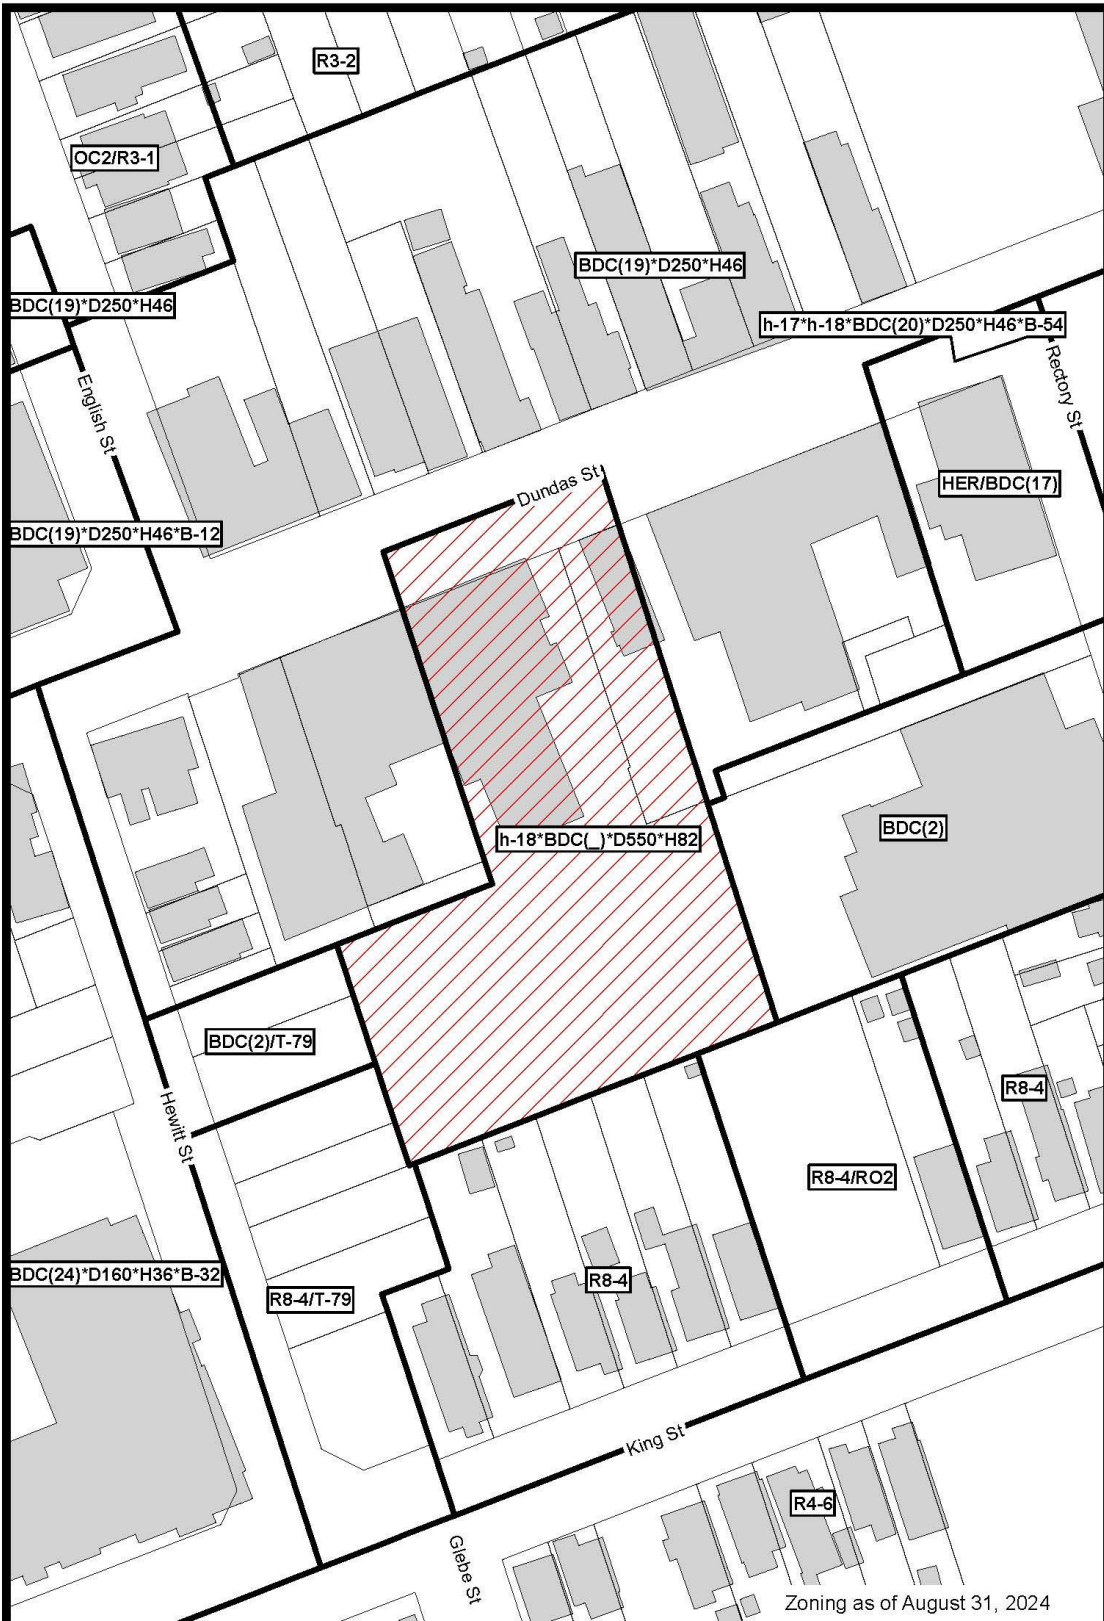 R3-2
OC2/R3-1
BDC(19)*D250*H46
BDC(19)*D250*H46
h-17*h-18*BDC(20)*D250*H46*B-54
Rectory St
English St
HER/BDC(17)
Dundas St
BDC(19)*D250*H46*B-12
h-18*BDC(_)*D550*H82
BDC(2)
BDC(2)/T-79
R8-4
Hewitt St
R8-4/RO2
BDC(24)*D160*H36*B-32
R8-4
R8-4/T-79
King St
R4-6
Glebe St
Zoning as of August 31, 2024